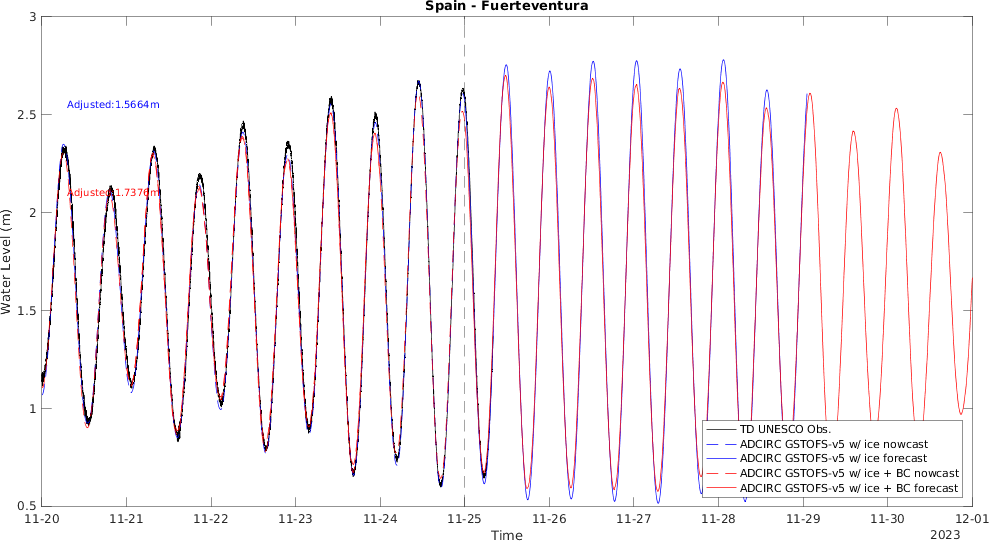 Spain - Fuerteventura
3
Adjusted:1.5664m
2.5
Adjusted:1.7376m
2
Water Level (m)
1.5
1
0.5
TD UNESCO Obs.
ADCIRC GSTOFS-v5 w/ ice nowcast
ADCIRC GSTOFS-v5 w/ ice forecast
ADCIRC GSTOFS-v5 w/ ice + BC nowcast
ADCIRC GSTOFS-v5 w/ ice + BC forecast
11-20 11-21 11-22 11-23 11-24 11-25 11-26 11-27 11-28 11-29 11-30 12-01
Time
2023